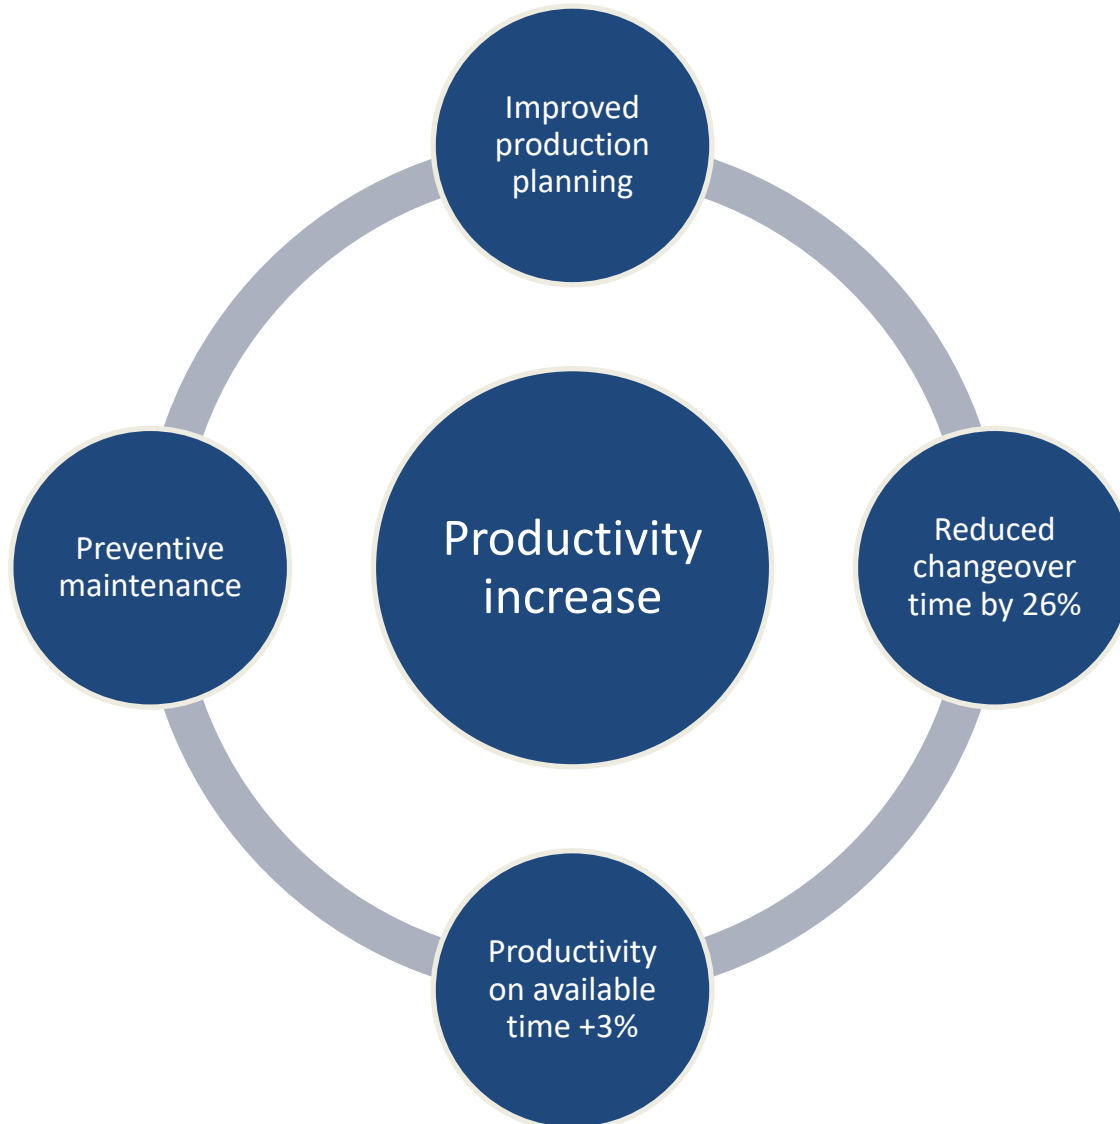 Improved
production
planning
Preventive
maintenance
Productivity
increase
Reduced
changeover
time by 26%
Productivity
on available
time +3%